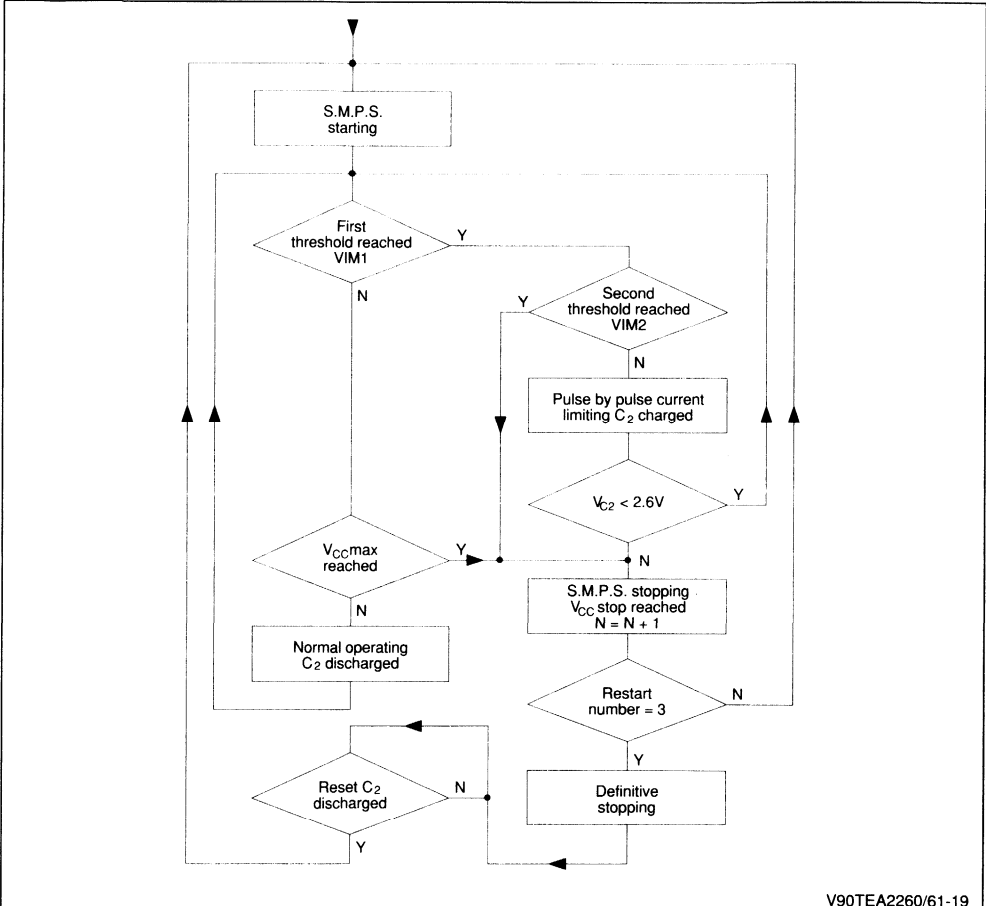 S.M.P.S.
starting
First
threshold reached
VIM1
Y
N
Second
threshold reached
VIM2
Y
N
Pulse by pulse current
limiting C2 charged
VC2 < 2.6V
Y
N
VCCmax
reached
Y
N
S.M.P.S. stopping
VCC stop reached
N = N + 1
Normal operating
C2 discharged
Restart
number = 3
N
Y
Reset C2
discharged
N
Y
Definitive
stopping
V90TEA2260/61-19